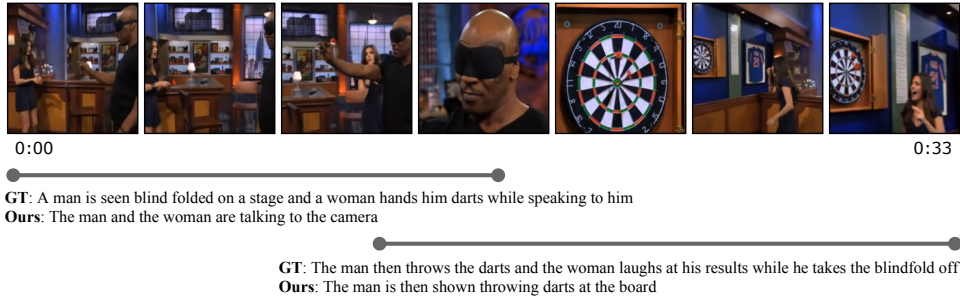 0:00
0:33
GT: A man is seen blind folded on a stage and a woman hands him darts while speaking to him
Ours: The man and the woman are talking to the camera
GT: The man then throws the darts and the woman laughs at his results while he takes the blindfold off
Ours: The man is then shown throwing darts at the board